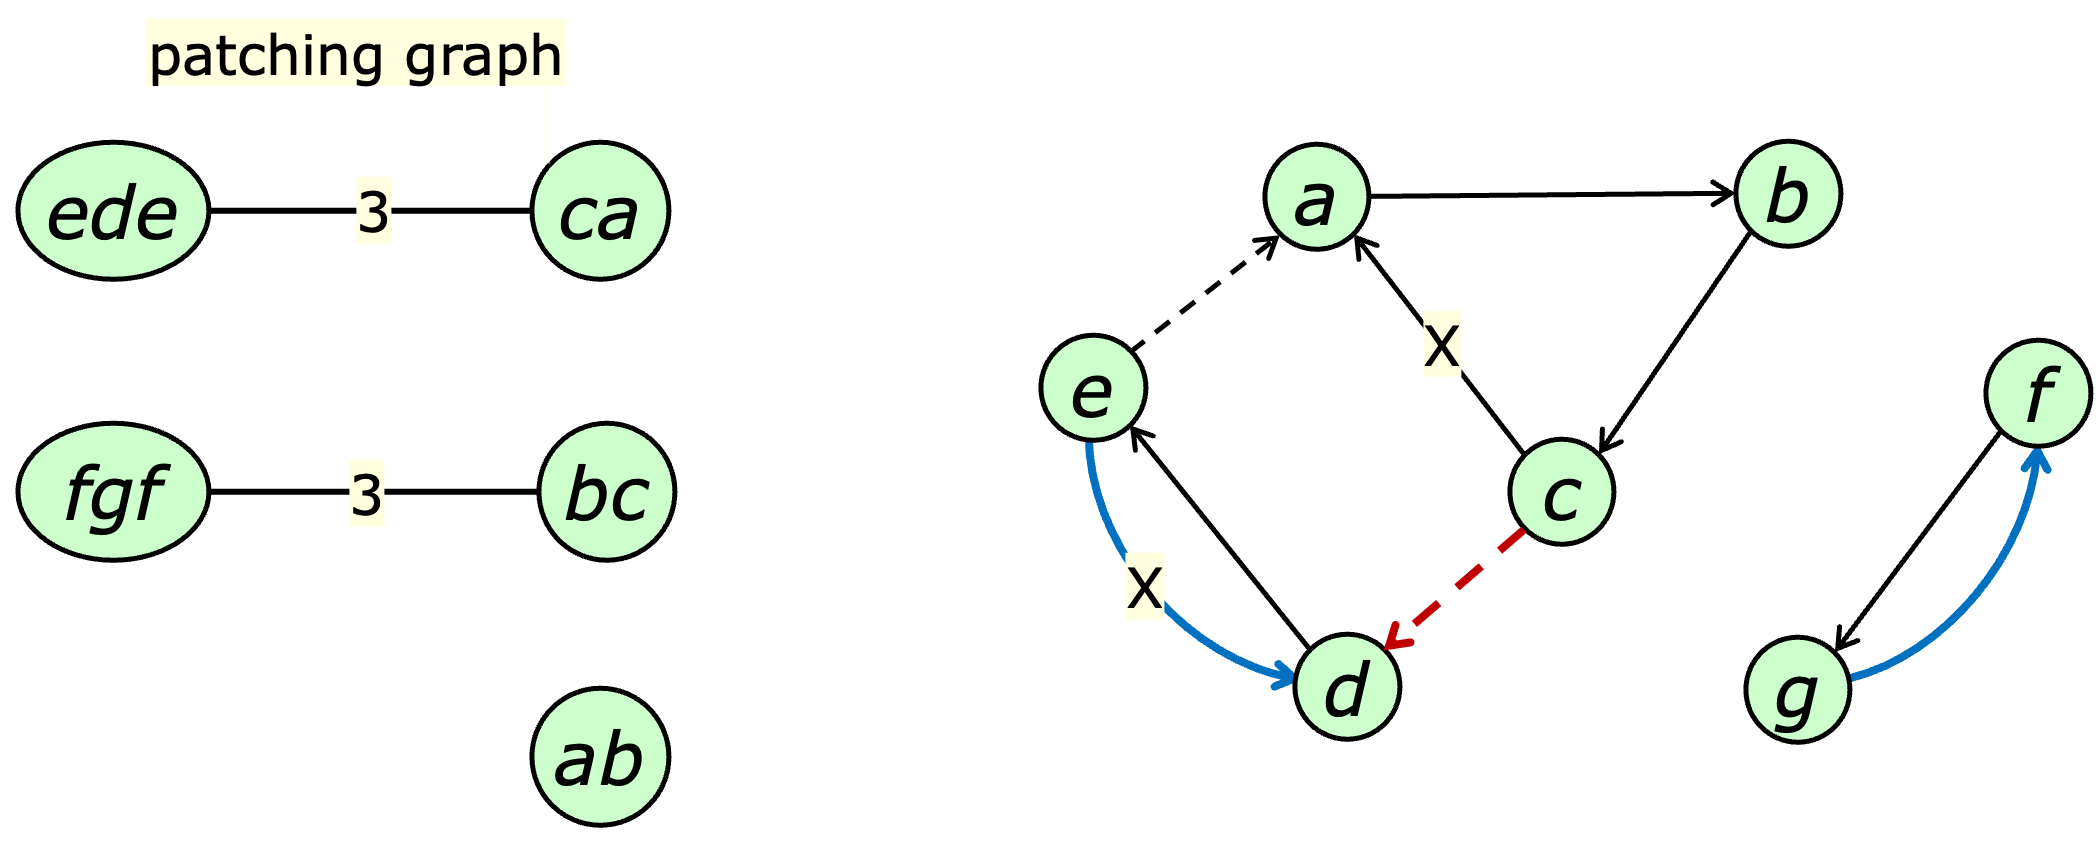 patching graph
ede 3 ca
fgf 3 bc
ab
a b
X
e f
c
X
d g